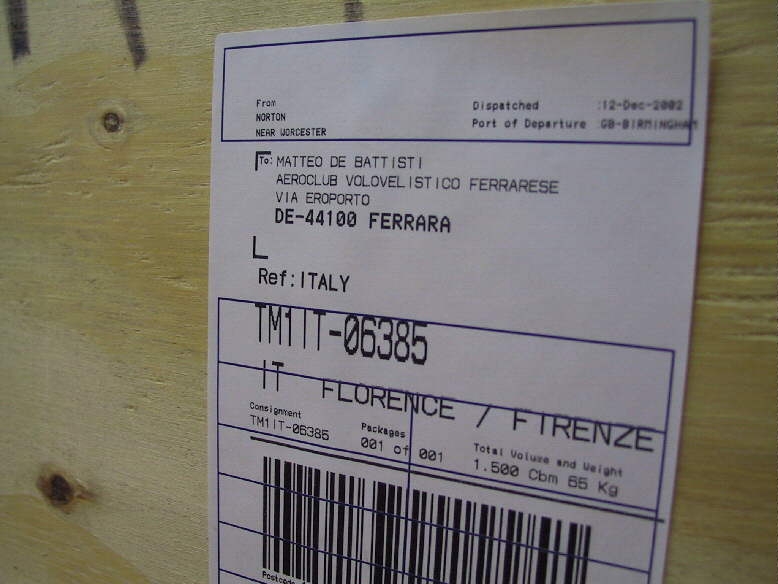 From
NORTON
NEAR WORCESTER
Dispatched :12-Dec-2002
Port of Departure :GB-BIRMINGHAM
To: MATTEO DE BATTISTI
AEROCLUB VOLOVELISTICO FERRARESE
VIA EROPORTO
DE-44100 FERRARA
Ref:ITALY
TM1IT-06385
IT FLORENCE / FIRENZE
Consignment
TM1IT-06385
Packages
001 of 001
Total Volume and Weight
1.500 Cbm 65 Kg
Postcode